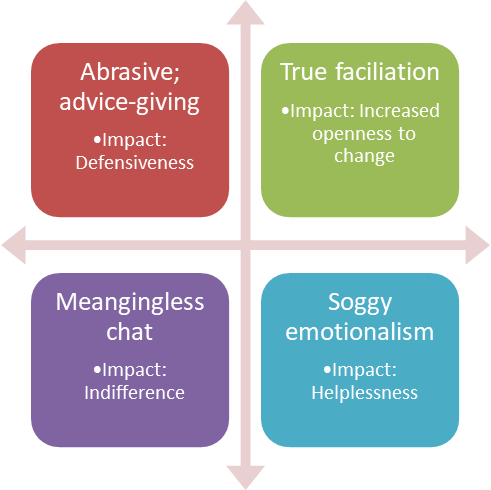 Abrasive;
advice-giving
•Impact:
Defensiveness
True faciliation
•Impact: Increased
openness to
change
Meangingless
chat
•Impact:
Indifference
Soggy
emotionalism
•Impact:
Helplessness